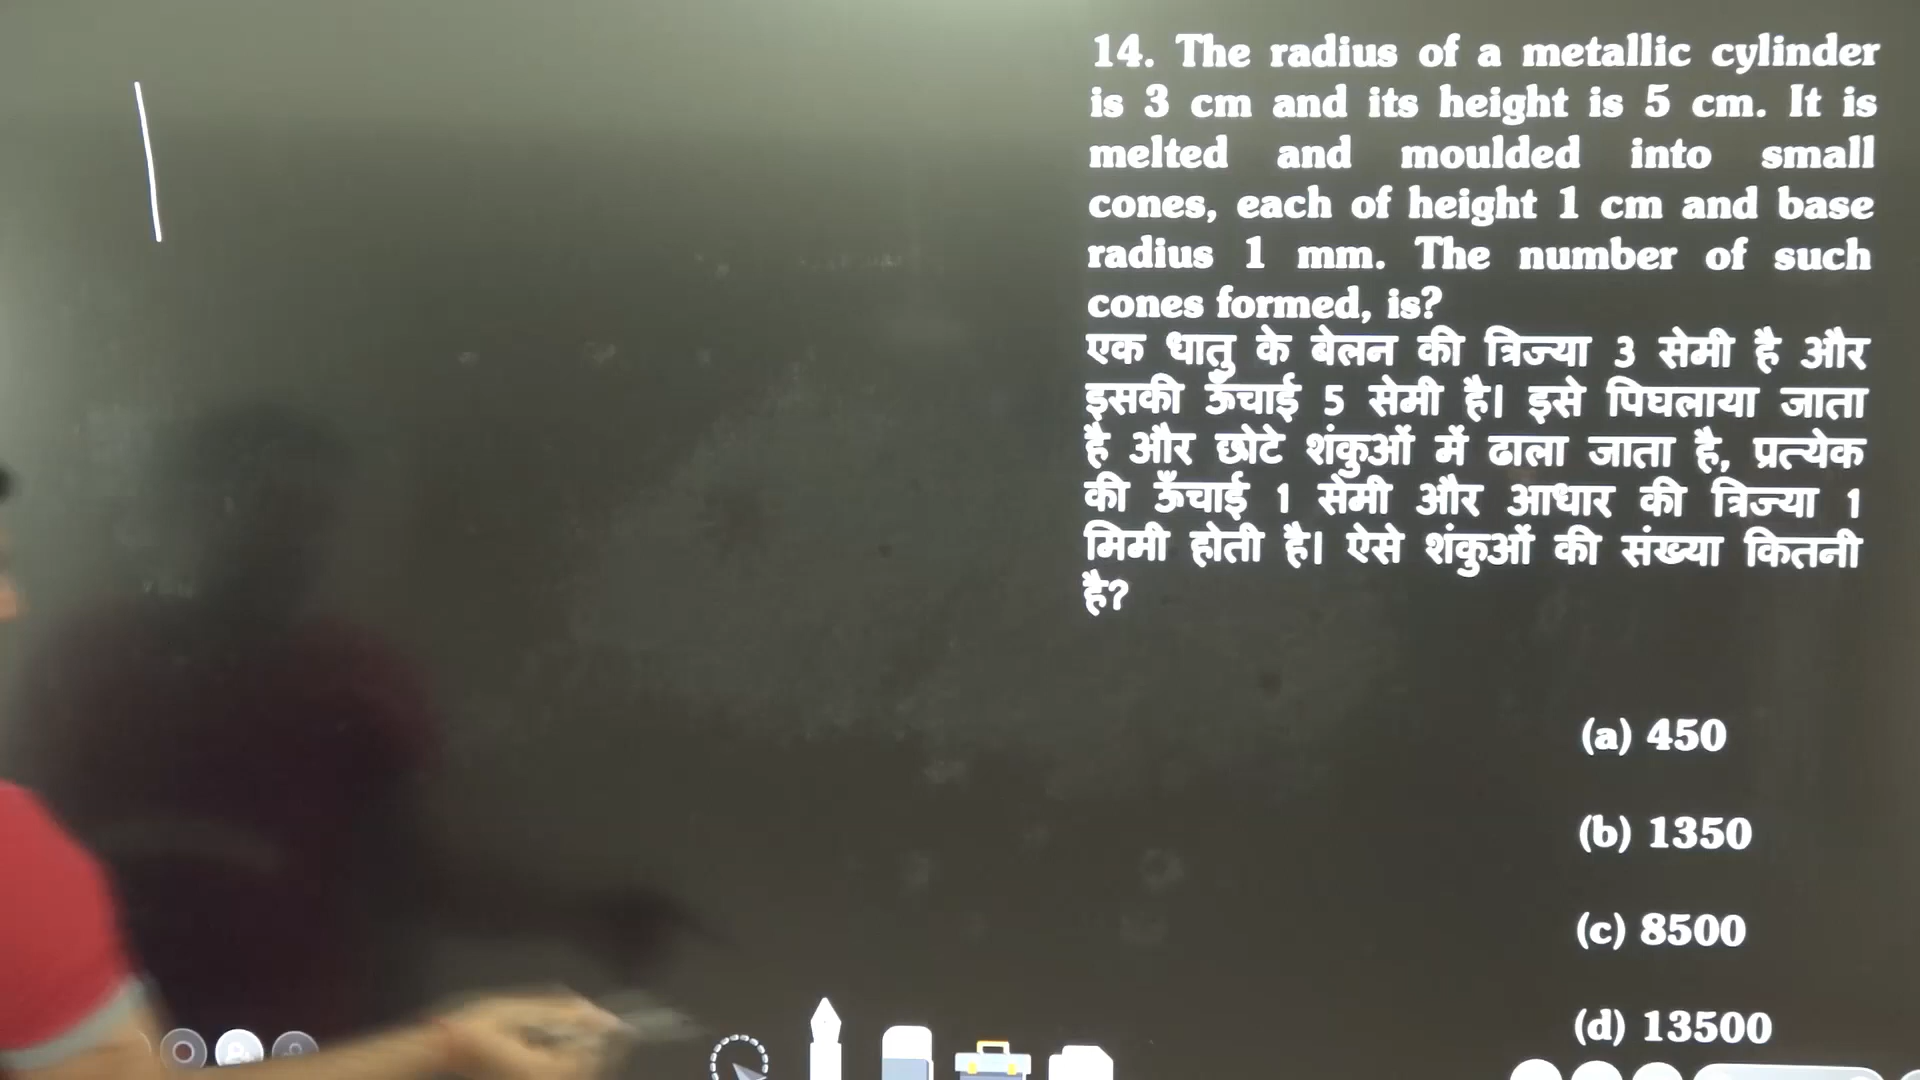 14. The radius of a metallic cylinder
is 3 cm and its height is 5 cm. It is
melted and moulded into small
cones, each of height 1 cm and base
radius 1 mm. The number of such
cones formed, is?
एक धातु के बेलन की त्रिज्या 3 सेमी है और
इसकी ऊँचाई 5 सेमी है। इसे पिघलाया जाता
है और छोटे शंकुओं में ढाला जाता है, प्रत्येक
की ऊँचाई 1 सेमी और आधार की त्रिज्या 1
मिमी होती है। ऐसे शंकुओं की संख्या कितनी
है?
(a) 450
(b) 1350
(c) 8500
(d) 13500